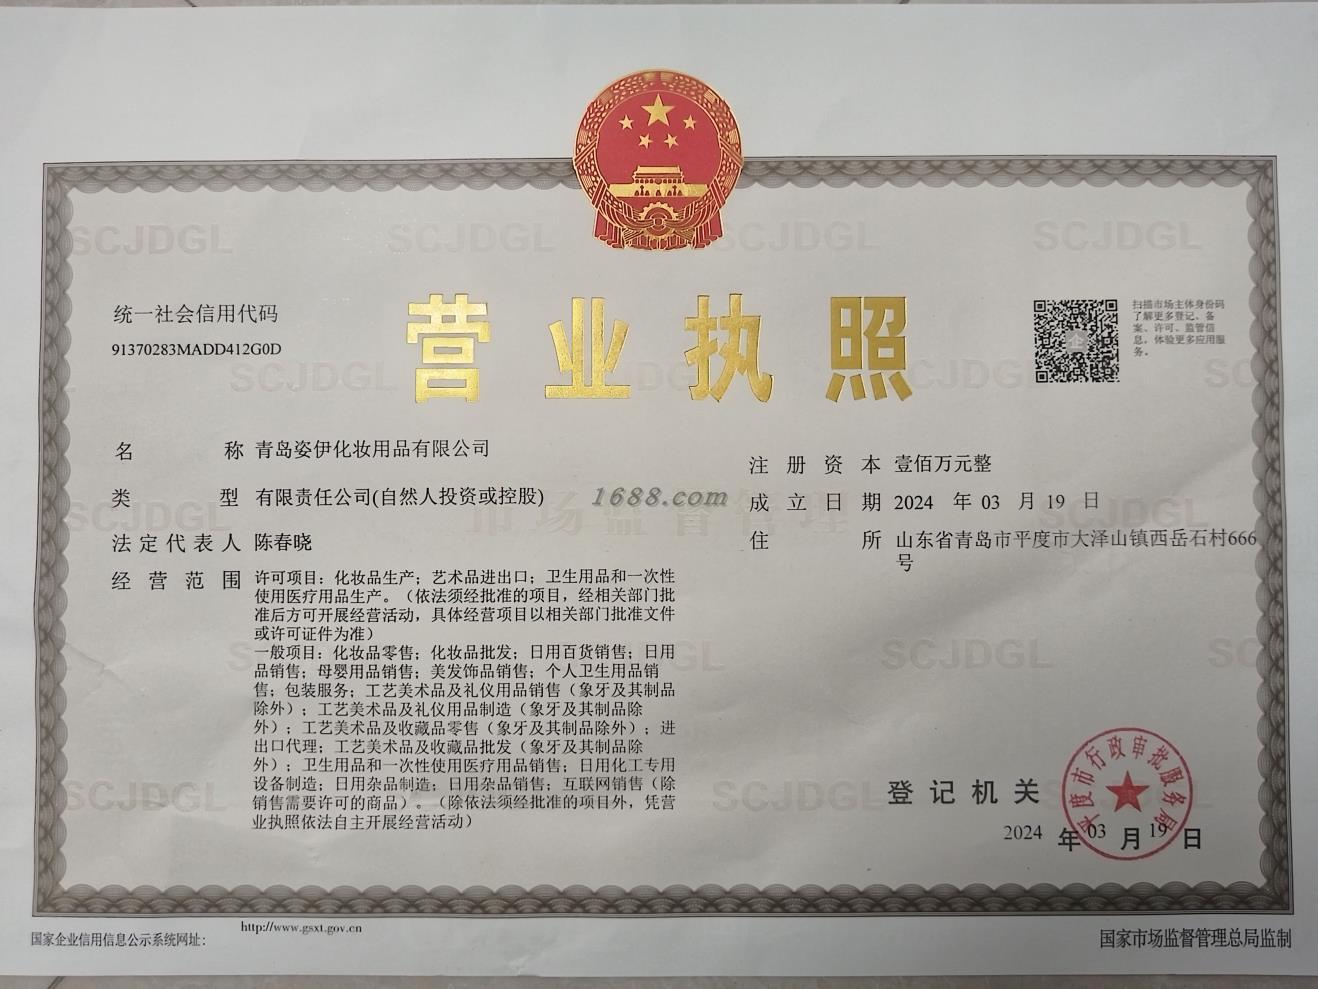 营业执照
统一社会信用代码
91370283MADD412G0D
扫描市场主体身份码
了解更多登记、备
案、许可、监管信
息，体验更多应用服
务。
名称 青岛姿伊化妆用品有限公司
类型 有限责任公司(自然人投资或控股)
法定代表人 陈春晓
经营范围 许可项目：化妆品生产；艺术品进出口；卫生用品和一次性
使用医疗用品生产。（依法须经批准的项目，经相关部门批
准后方可开展经营活动，具体经营项目以相关部门批准文件
或许可证件为准）
一般项目：化妆品零售；化妆品批发；日用百货销售；日用
品销售；母婴用品销售；美发饰品销售；个人卫生用品销
售；包装服务；工艺美术品及礼仪用品销售（象牙及其制品
除外）；工艺美术品及礼仪用品制造（象牙及其制品除
外）；工艺美术品及收藏品零售（象牙及其制品除外）；进
出口代理；工艺美术品及收藏品批发（象牙及其制品除
外）；卫生用品和一次性使用医疗用品销售；日用化工专用
设备制造；日用杂品制造；日用杂品销售；互联网销售（除
销售需要许可的商品）。（除依法须经批准的项目外，凭营
业执照依法自主开展经营活动）
注册资本 壹佰万元整
成立日期 2024 年 03 月 19 日
住所 山东省青岛市平度市大泽山镇西岳石村666
号
1688.com
登记机关
平度市行政审批服务局
2024 年 03 月 19 日
国家企业信用信息公示系统网址：
http://www.gsxt.gov.cn
国家市场监督管理总局监制
SCJDGL
市场监督管理